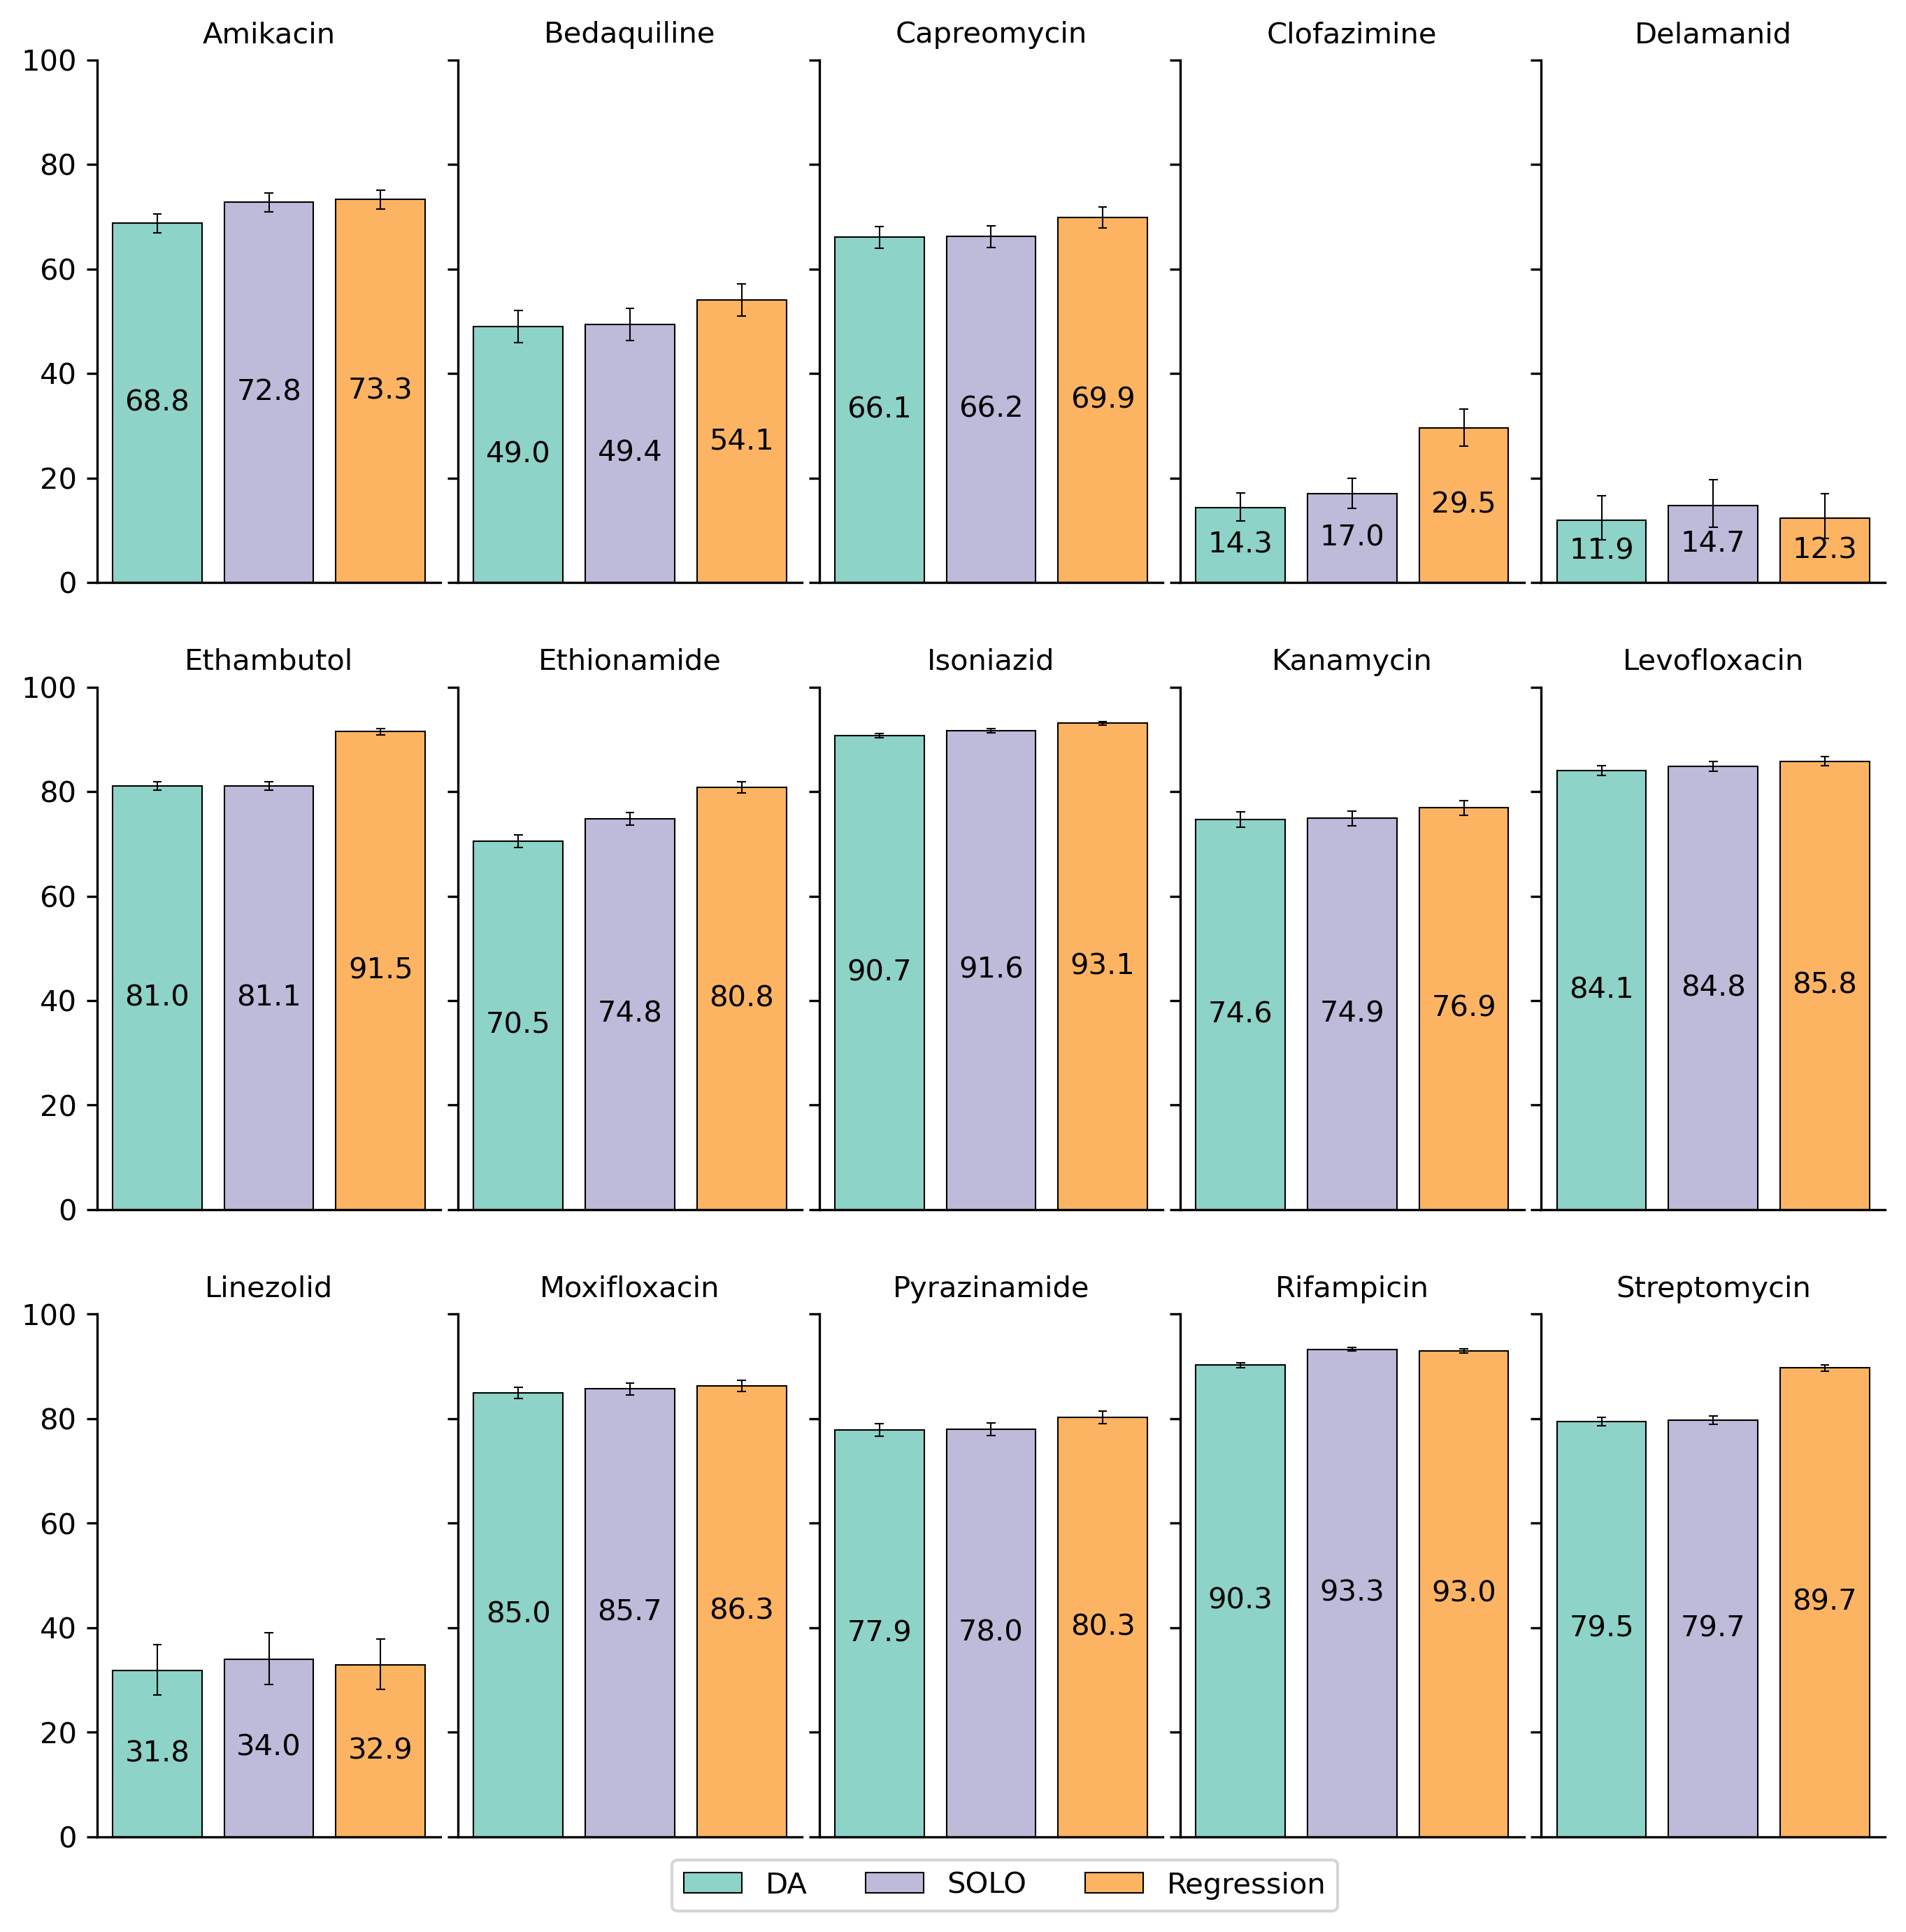 Amikacin Bedaquiline Capreomycin Clofazimine Delamanid
100
80
60
40
20
0
68.8 72.8 73.3 49.0 49.4 54.1 66.1 66.2 69.9 14.3 17.0 29.5 11.9 14.7 12.3
Ethambutol Ethionamide Isoniazid Kanamycin Levofloxacin
100
80
60
40
20
0
81.0 81.1 91.5 70.5 74.8 80.8 90.7 91.6 93.1 74.6 74.9 76.9 84.1 84.8 85.8
Linezolid Moxifloxacin Pyrazinamide Rifampicin Streptomycin
100
80
60
40
20
0
31.8 34.0 32.9 85.0 85.7 86.3 77.9 78.0 80.3 90.3 93.3 93.0 79.5 79.7 89.7
DA SOLO Regression